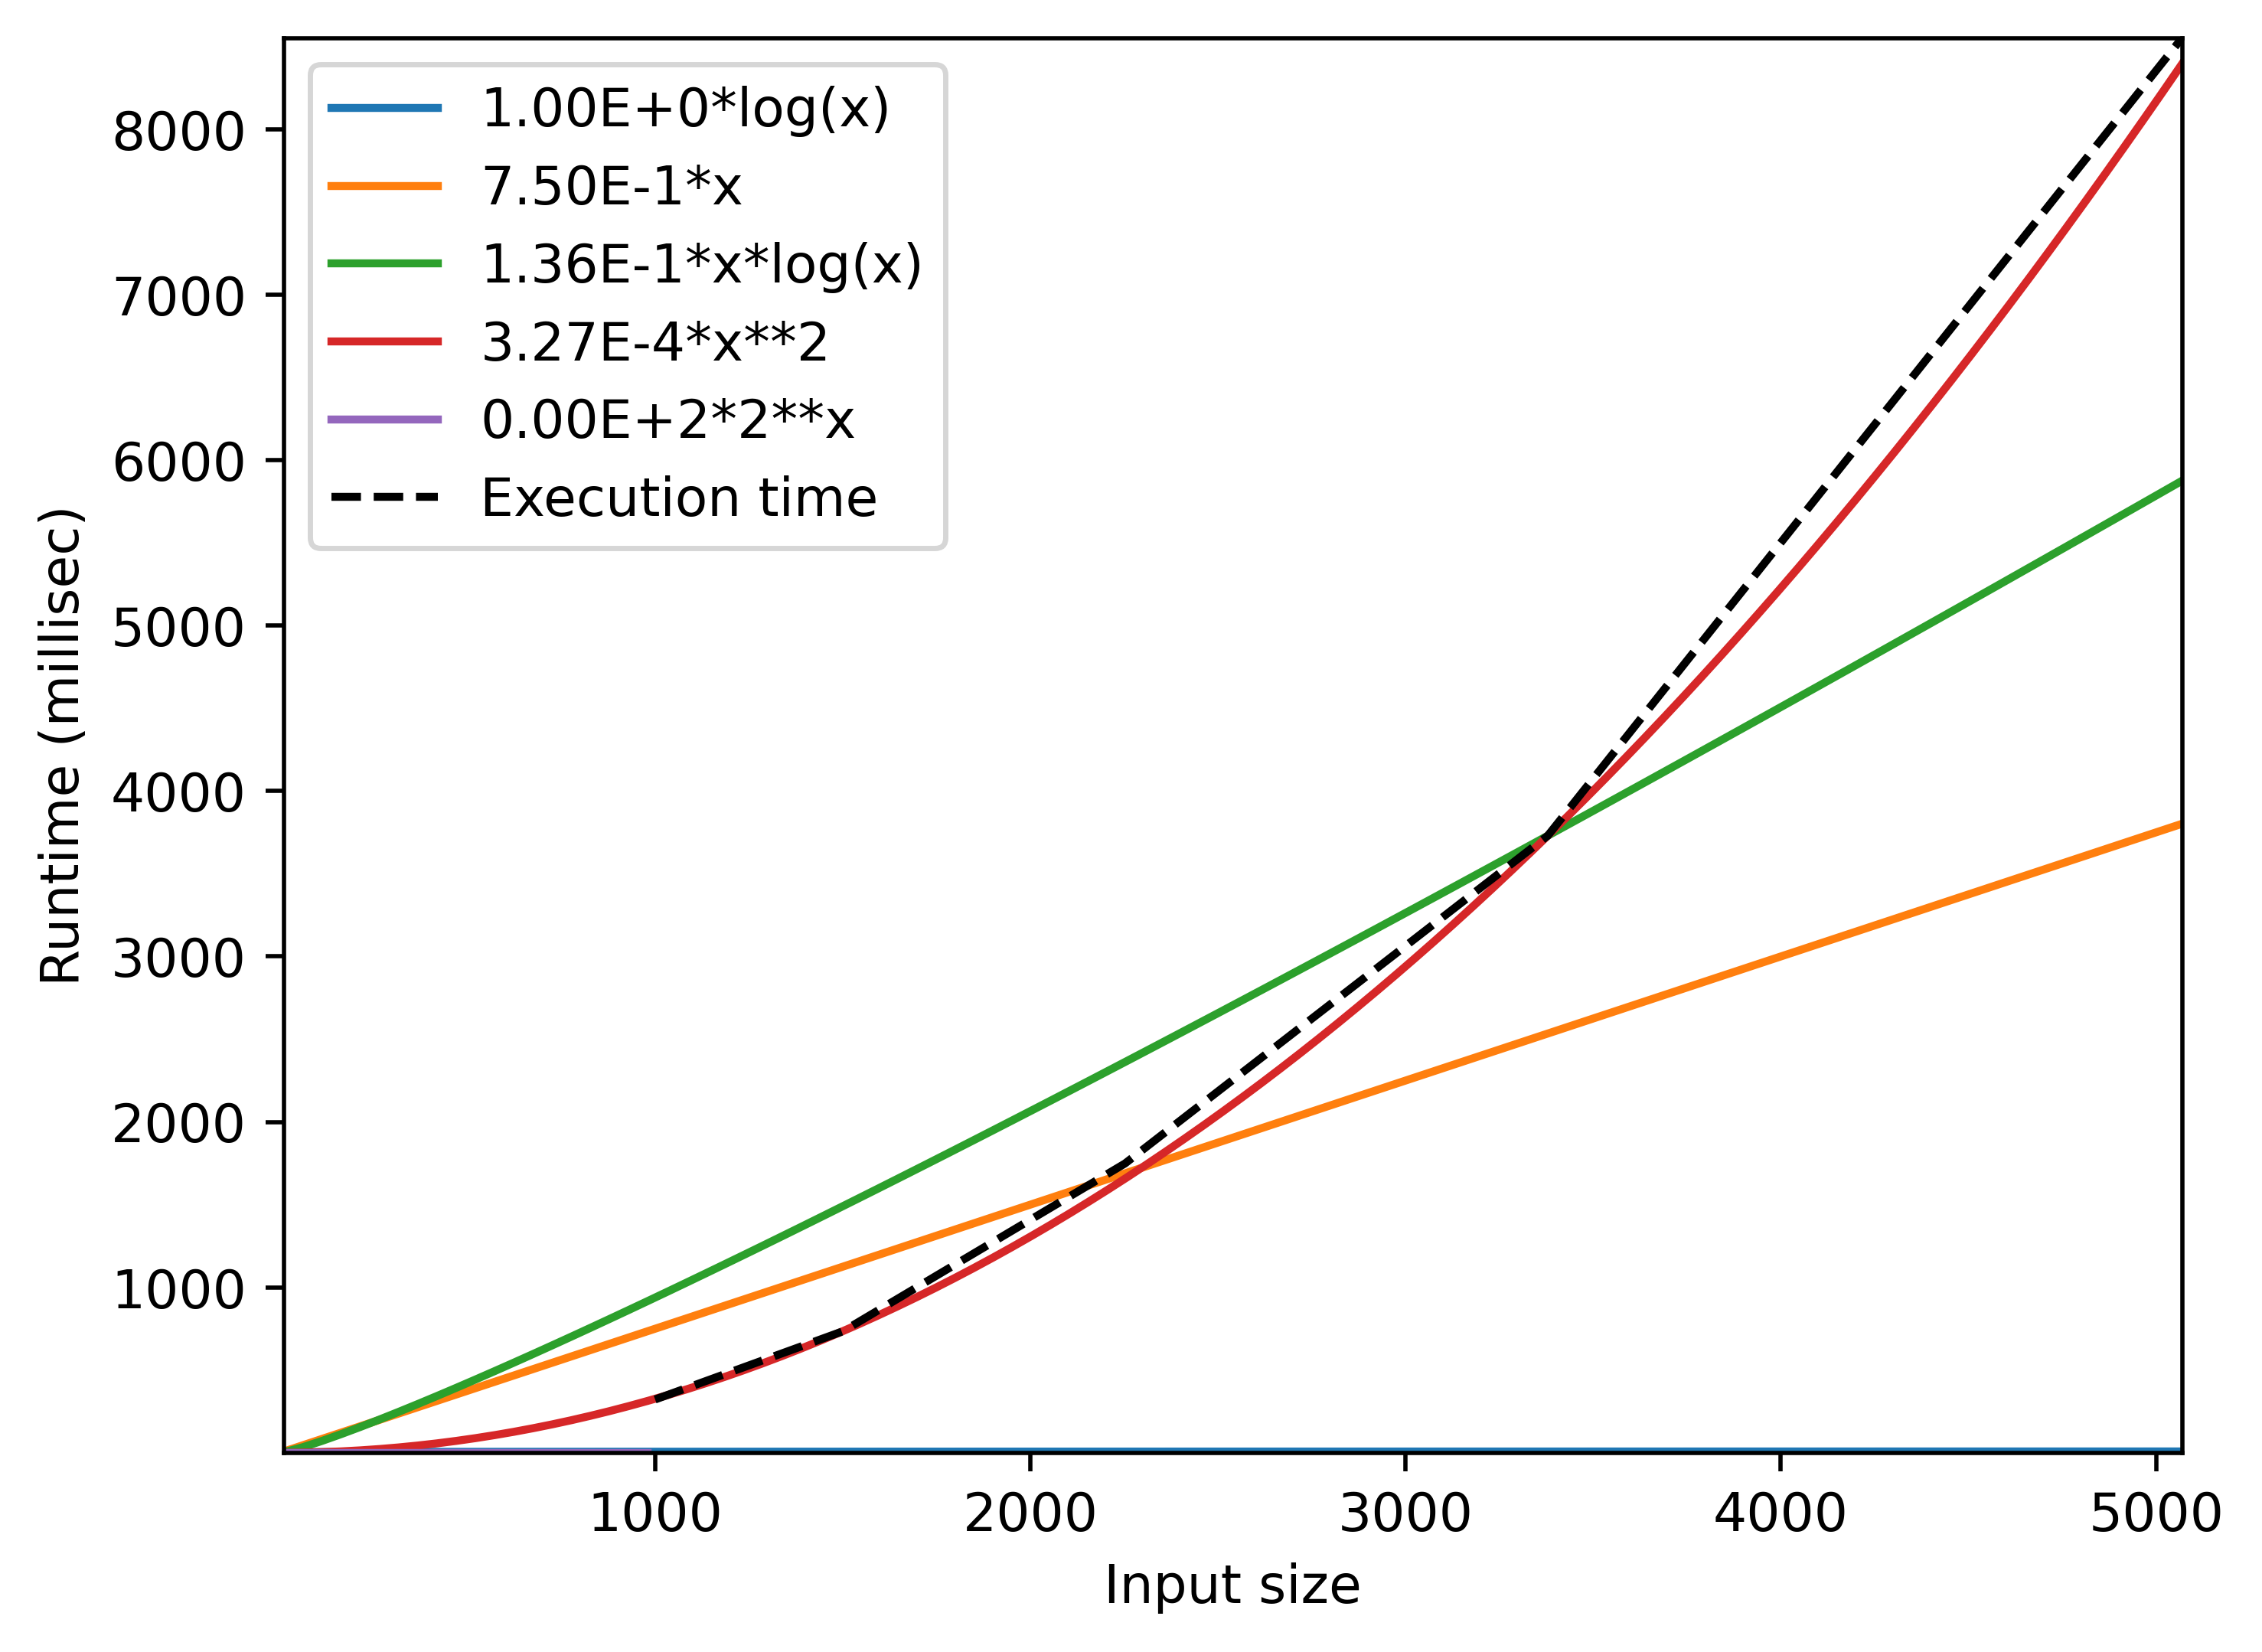 1.00E+0*log(x)
7.50E-1*x
1.36E-1*x*log(x)
3.27E-4*x**2
0.00E+2*2**x
Execution time
8000
7000
6000
5000
4000
3000
2000
1000
Runtime (millisec)
1000 2000 3000 4000 5000
Input size